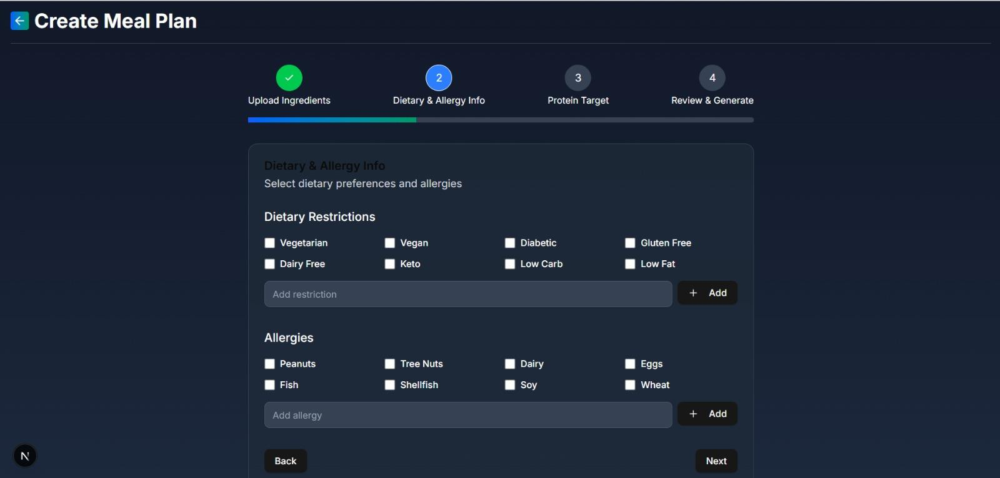 Create Meal Plan
2 3 4
Upload Ingredients Dietary & Allergy Info Protein Target Review & Generate
Dietary & Allergy Info
Select dietary preferences and allergies
Dietary Restrictions
Vegetarian Vegan Diabetic Gluten Free
Dairy Free Keto Low Carb Low Fat
Add restriction + Add
Allergies
Peanuts Tree Nuts Dairy Eggs
Fish Shellfish Soy Wheat
Add allergy + Add
N
Back Next